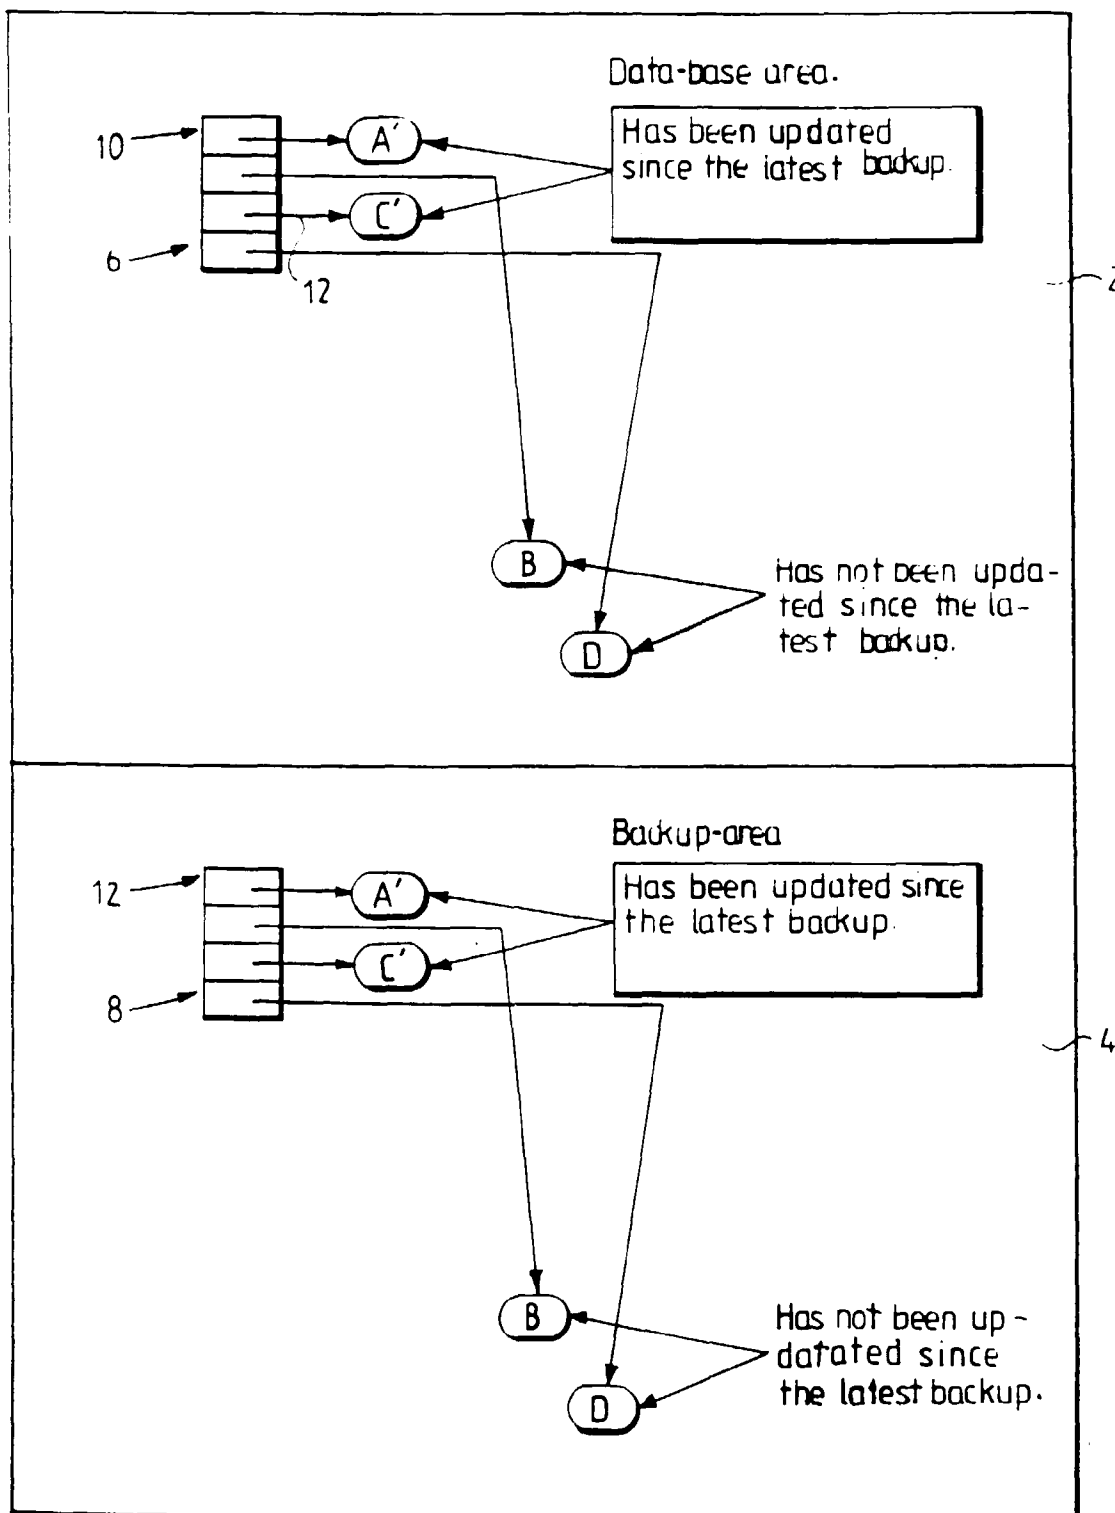 Data-base area.
10
A'
Has been updated
since the latest backup.
C'
6
12
2
B
Has not been upda-
ted since the la-
test backup.
D
Backup-area
12
A'
Has been updated since
the latest backup.
C'
8
4
B
Has not been up-
datated since
the latest backup.
D